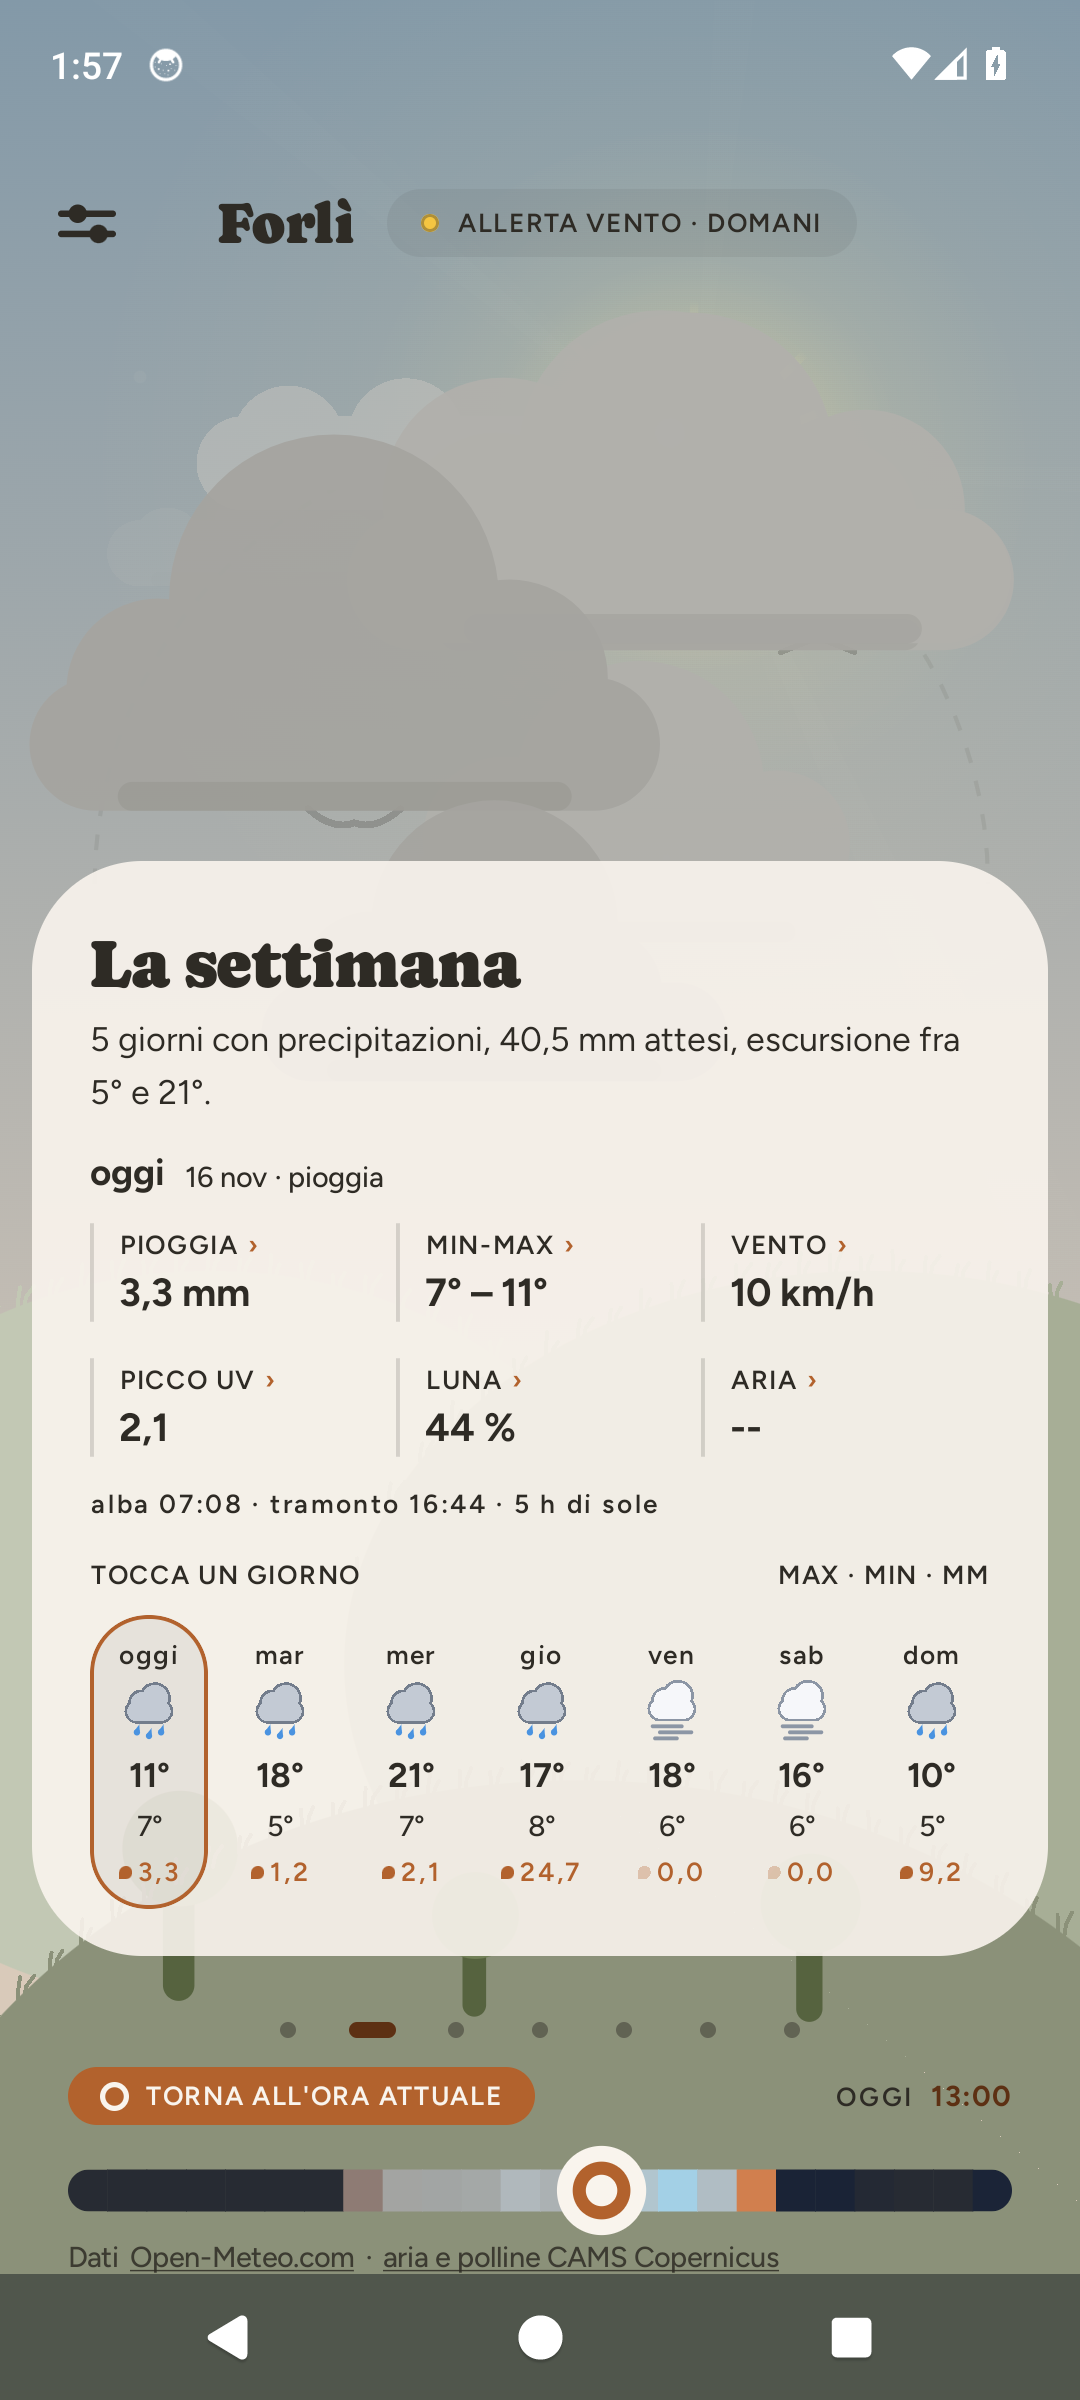 1:57
Forlì
ALLERTA VENTO · DOMANI
La settimana
5 giorni con precipitazioni, 40,5 mm attesi, escursione fra
5° e 21°.
oggi 16 nov · pioggia
PIOGGIA › MIN-MAX › VENTO ›
3,3 mm 7° – 11° 10 km/h
PICCO UV › LUNA › ARIA ›
2,1 44 % --
alba 07:08 · tramonto 16:44 · 5 h di sole
TOCCA UN GIORNO MAX · MIN · MM
oggi mar mer gio ven sab dom
11° 18° 21° 17° 18° 16° 10°
7° 5° 7° 8° 6° 6° 5°
3,3 1,2 2,1 24,7 0,0 0,0 9,2
TORNA ALL'ORA ATTUALE OGGI 13:00
Dati Open-Meteo.com · aria e polline CAMS Copernicus